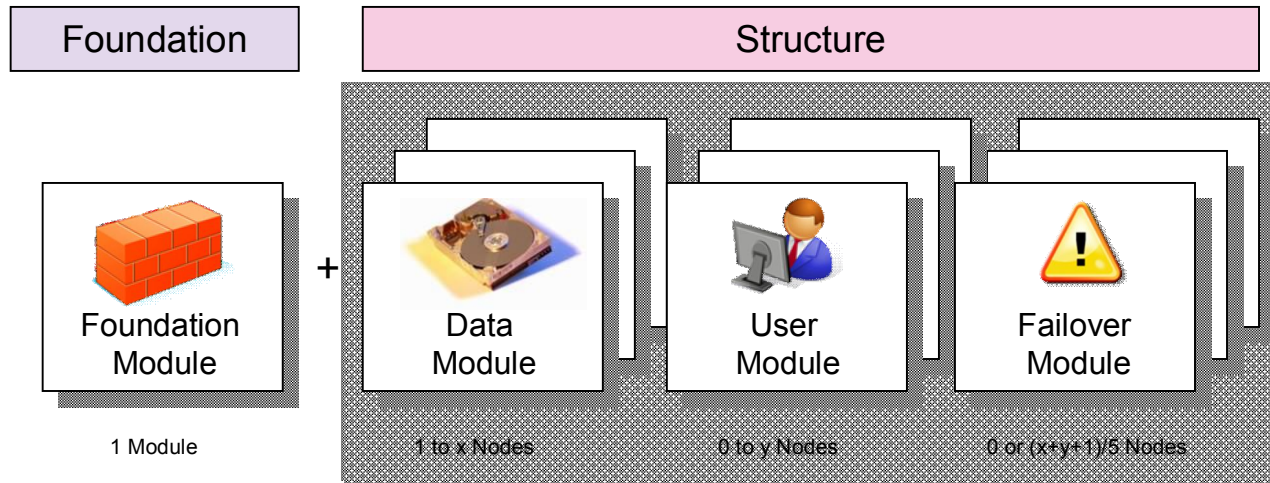 Foundation
Structure
+
Foundation
Module
Data
Module
User
Module
!
Failover
Module
1 Module
1 to x Nodes
0 to y Nodes
0 or (x+y+1)/5 Nodes